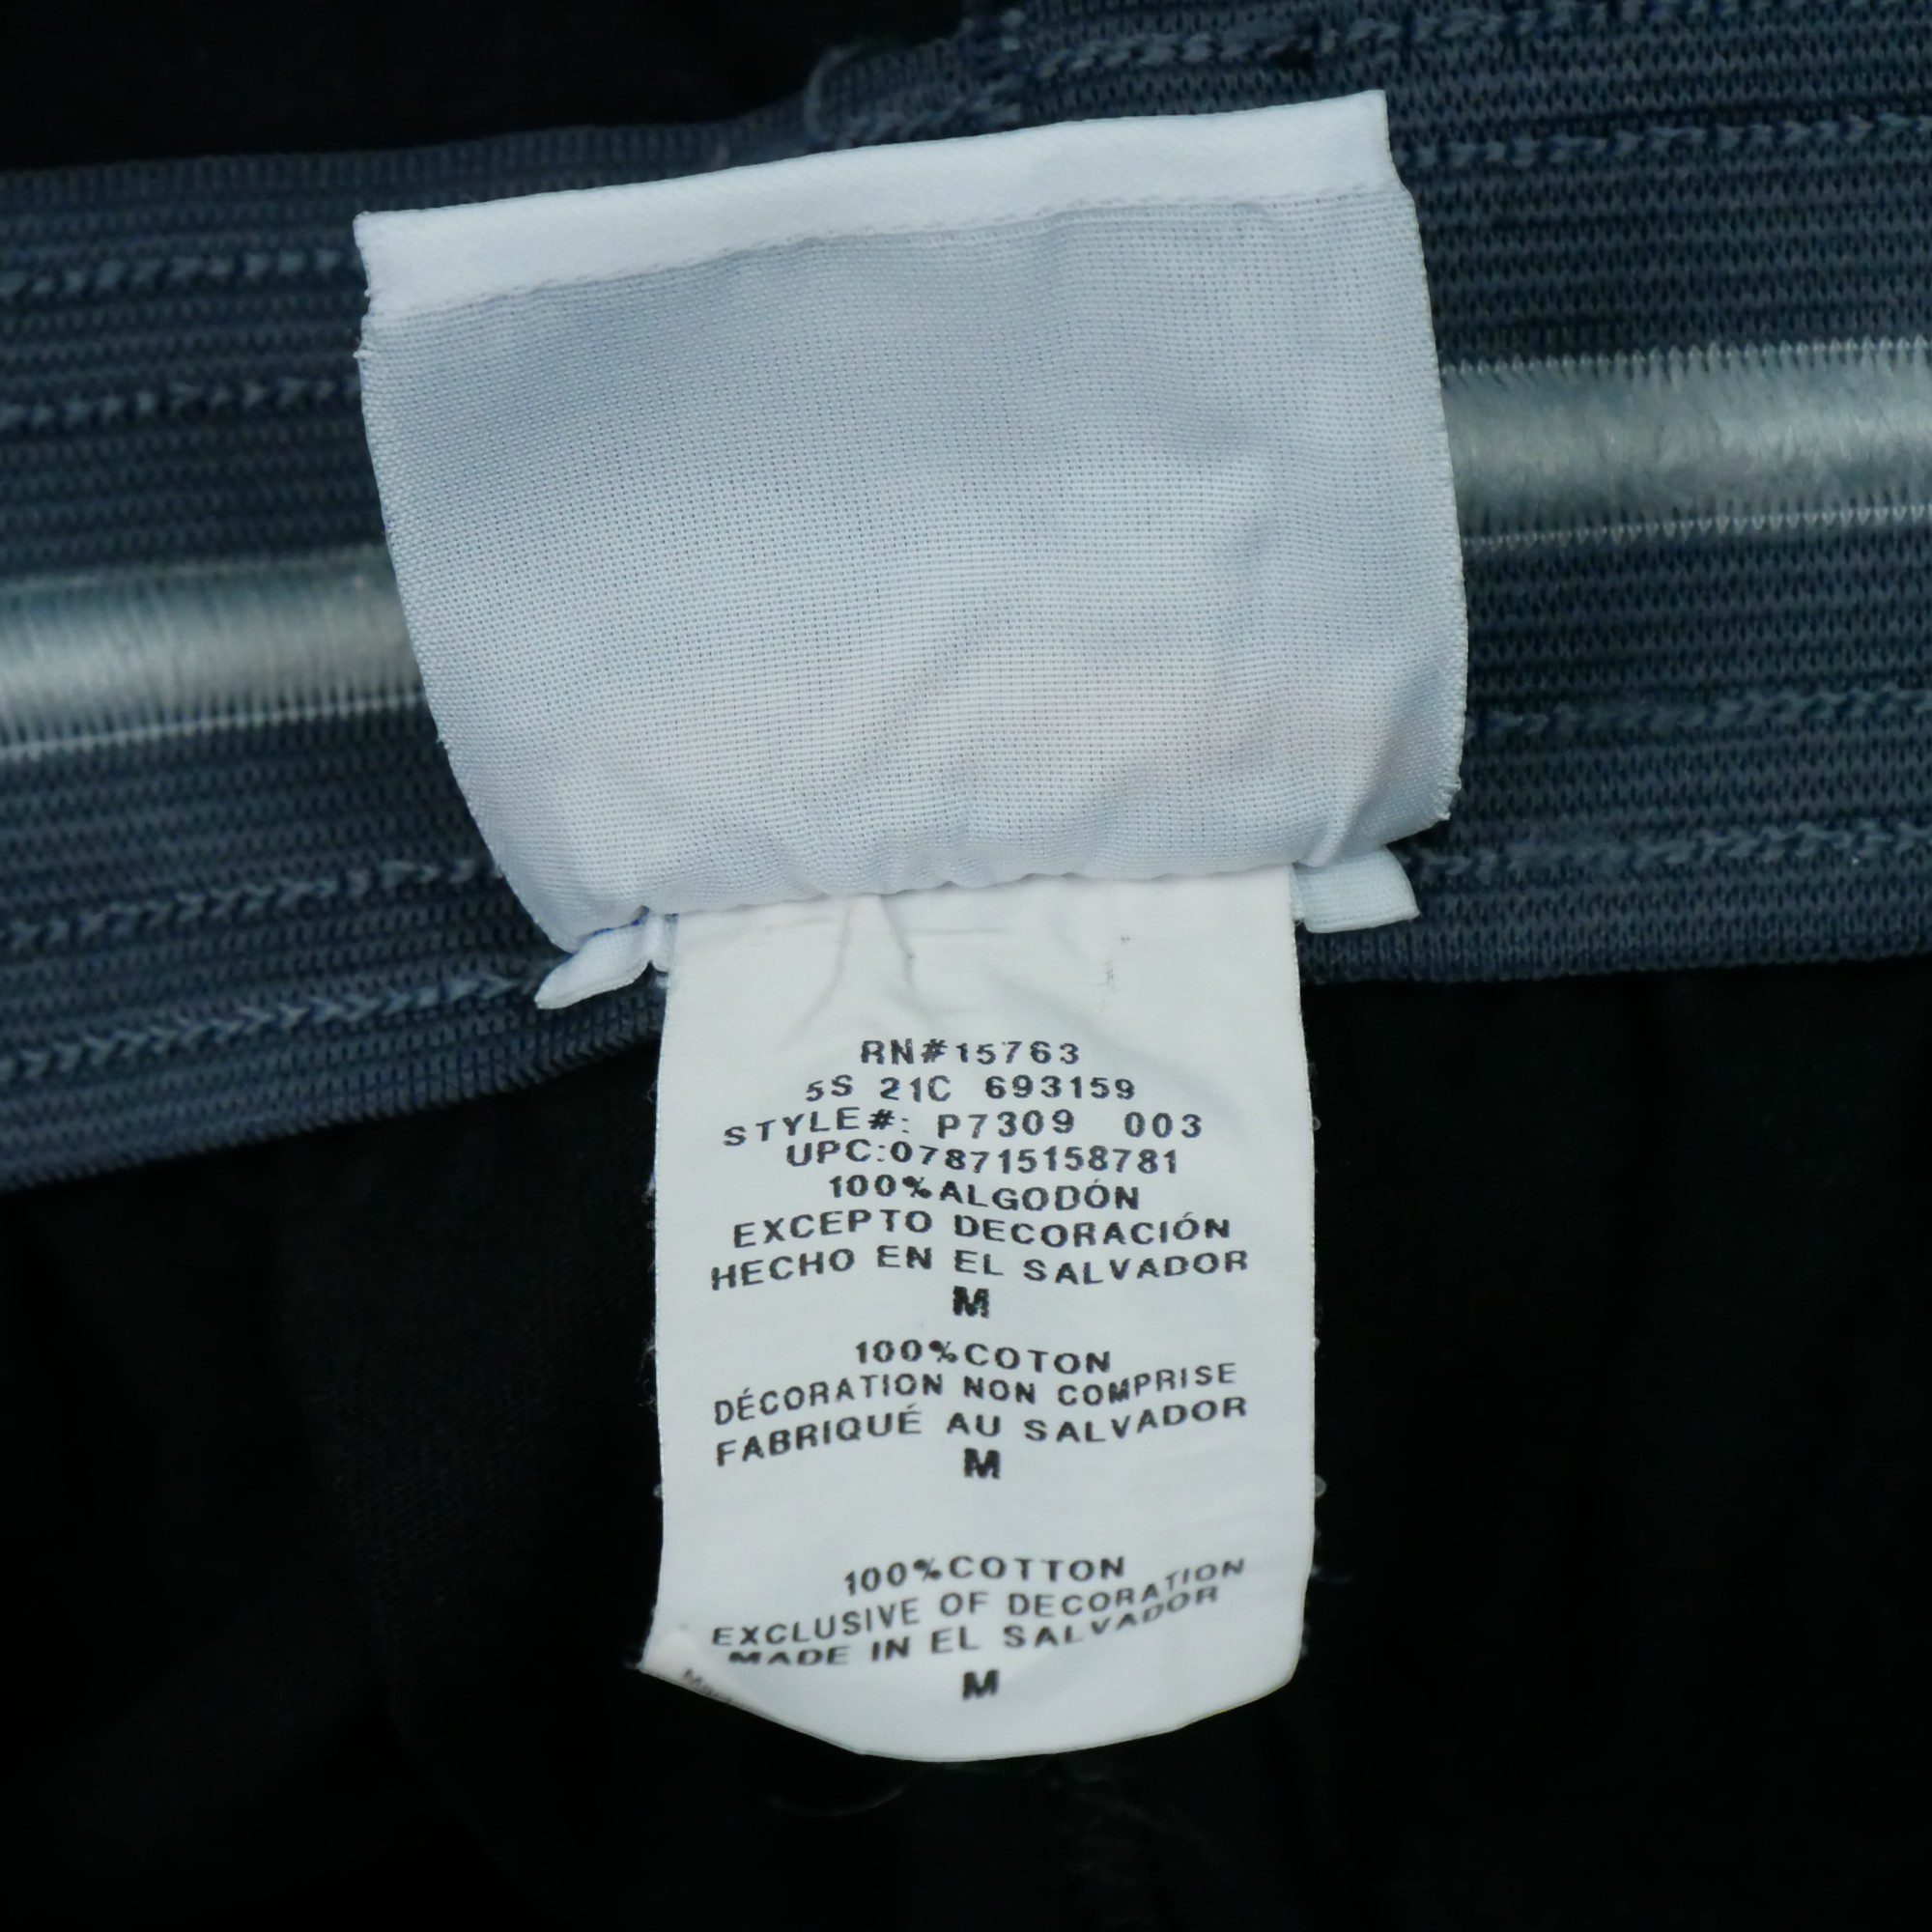 RN#15763
5S 21C 693159
STYLE#: P7309 003
UPC:078715158781
100%ALGODÓN
EXCEPTO DECORACIÓN
HECHO EN EL SALVADOR
M
100%COTON
DÉCORATION NON COMPRISE
FABRIQUÉ AU SALVADOR
M
100%COTTON
EXCLUSIVE OF DECORATION
MADE IN EL SALVADOR
M